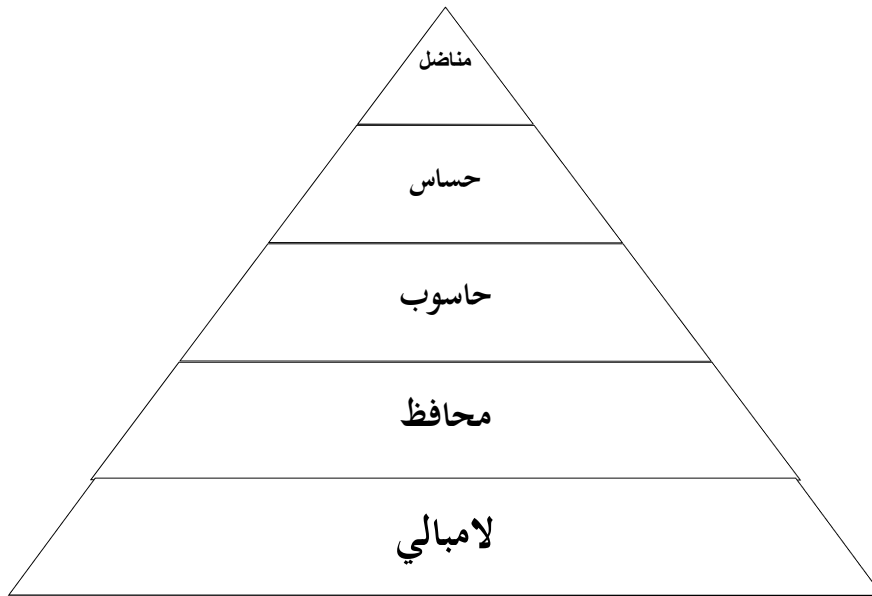 مناضل
حساس
حاسوب
محافظ
لامبالي